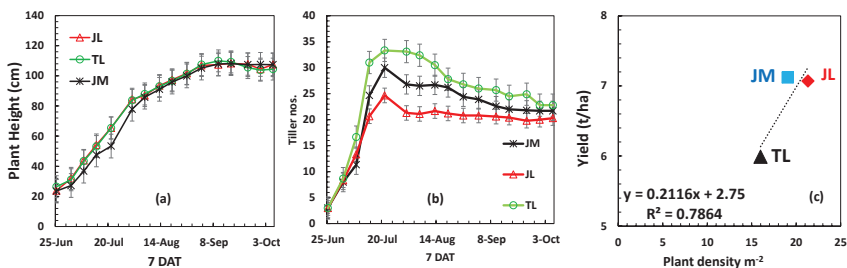 Plant Height (cm)
140
120
100
80
60
40
20
0
JL
TL
JM
(a)
25-Jun 20-Jul 14-Aug 8-Sep 3-Oct
7 DAT
Tiller nos.
40
35
30
25
20
15
10
5
0
JM
JL
TL
(b)
25-Jun 20-Jul 14-Aug 8-Sep 3-Oct
7 DAT
Yield (t/ha)
8
7
6
5
JM
JL
TL
(c)
y = 0.2116x + 2.75
R² = 0.7864
0 5 10 15 20 25
Plant density m⁻²